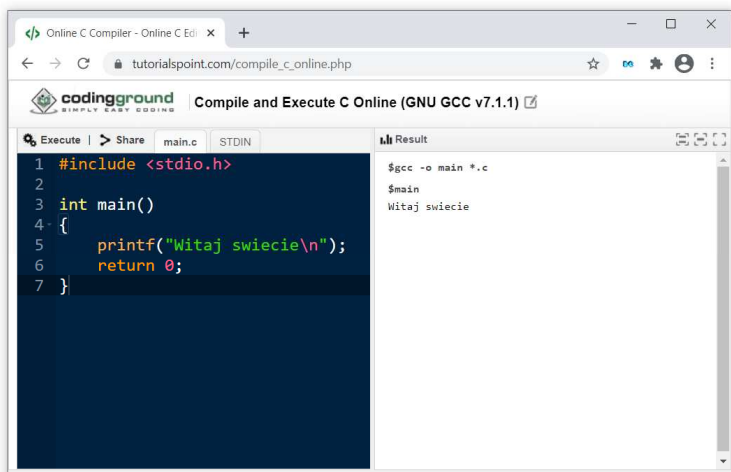 Online C Compiler - Online C Edi
tutorialspoint.com/compile_c_online.php
codingground
SIMPLY EASY CODING
Compile and Execute C Online (GNU GCC v7.1.1)
Execute | Share main.c STDIN
Result
1 #include <stdio.h>
2
3 int main()
4 {
5 printf("Witaj swiecie\n");
6 return 0;
7 }
$gcc -o main *.c
$main
Witaj swiecie